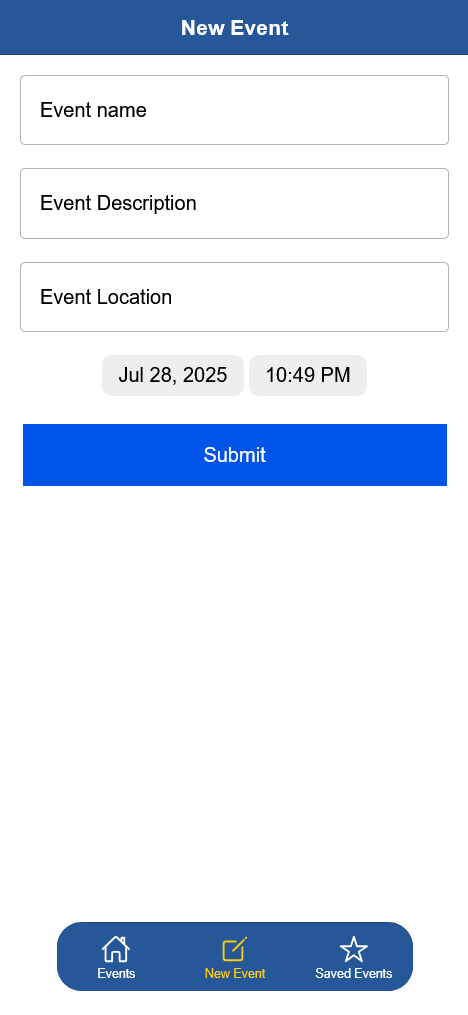 New Event
Event name
Event Description
Event Location
Jul 28, 2025 10:49 PM
Submit
Events New Event Saved Events